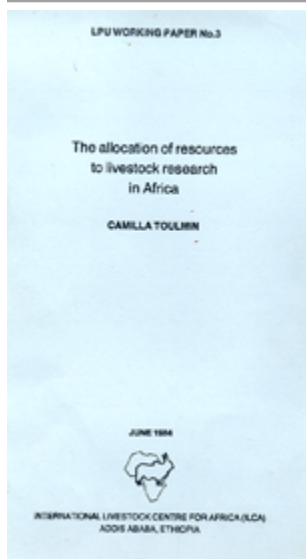 LPU WORKING PAPER No.3
The allocation of resources
to livestock research
in Africa
CAMILLA TOULMIN
JUNE 1984
INTERNATIONAL LIVESTOCK CENTRE FOR AFRICA (ILCA)
ADDIS ABABA, ETHIOPIA